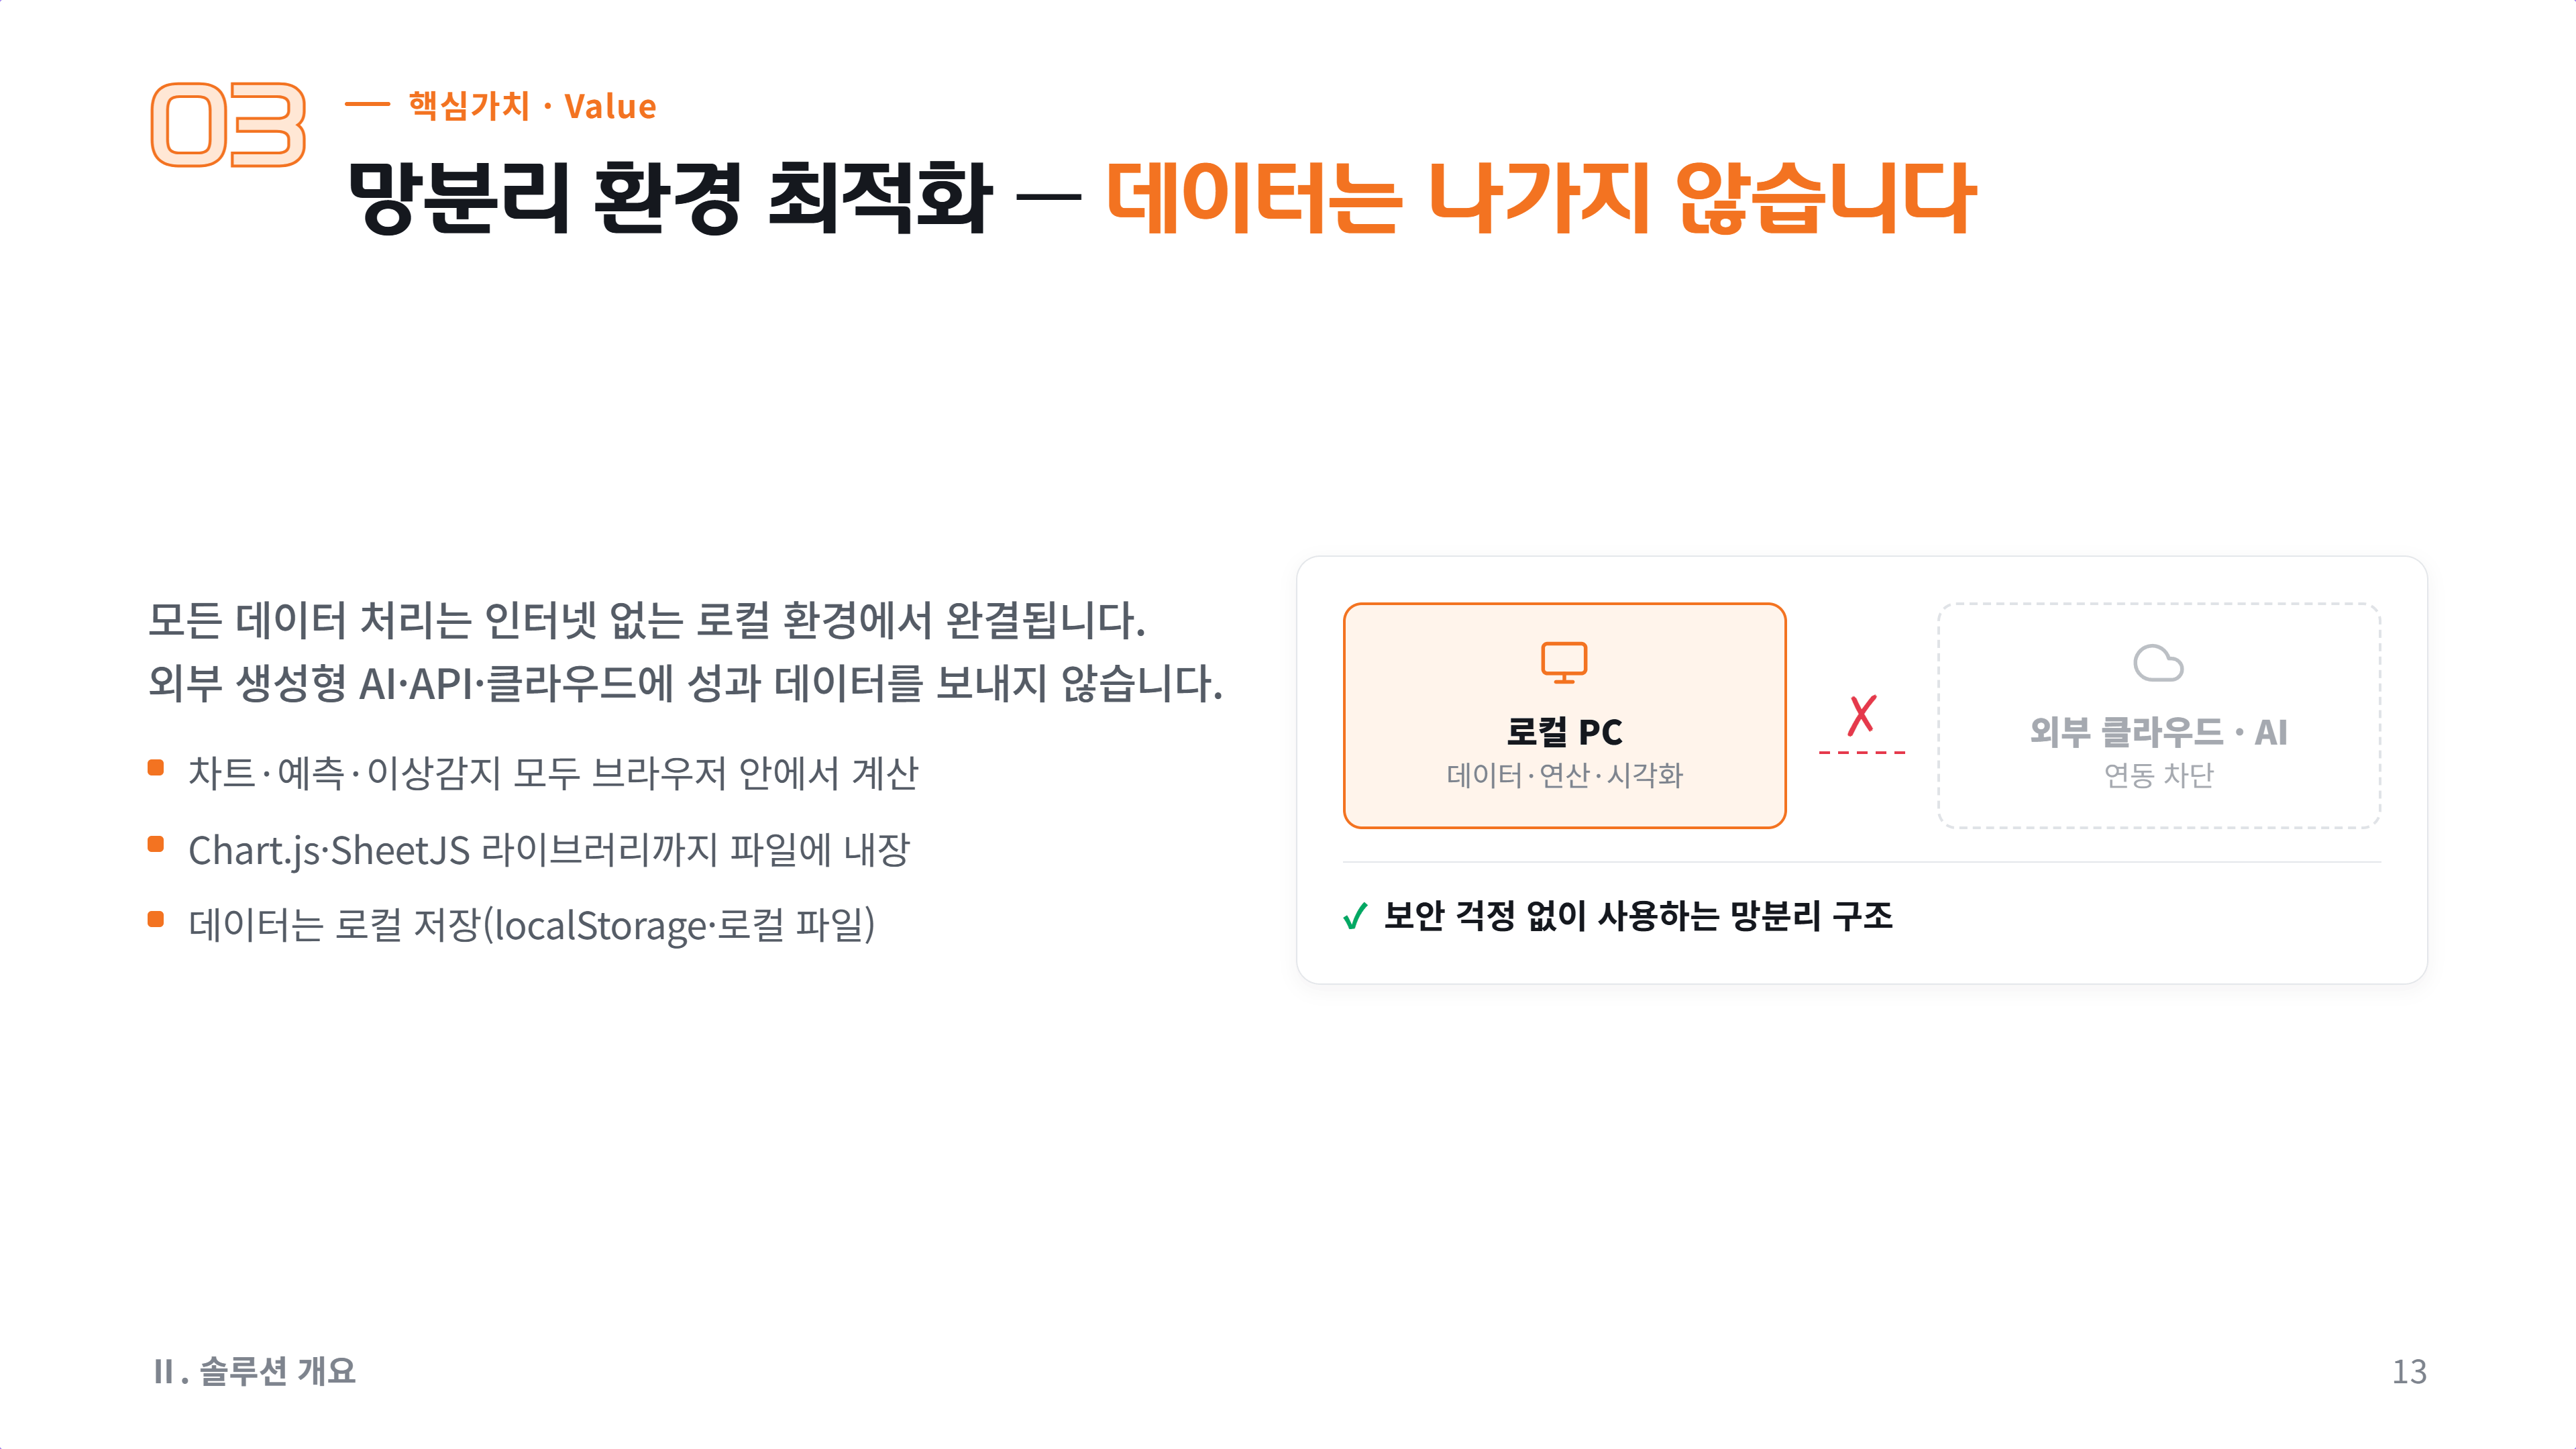 03
핵심가치 · Value
망분리 환경 최적화 — 데이터는 나가지 않습니다
모든 데이터 처리는 인터넷 없는 로컬 환경에서 완결됩니다.
외부 생성형 AI·API·클라우드에 성과 데이터를 보내지 않습니다.
차트·예측·이상감지 모두 브라우저 안에서 계산
Chart.js·SheetJS 라이브러리까지 파일에 내장
데이터는 로컬 저장(localStorage·로컬 파일)
로컬 PC
데이터·연산·시각화
✗
외부 클라우드 · AI
연동 차단
✓ 보안 걱정 없이 사용하는 망분리 구조
II. 솔루션 개요
13